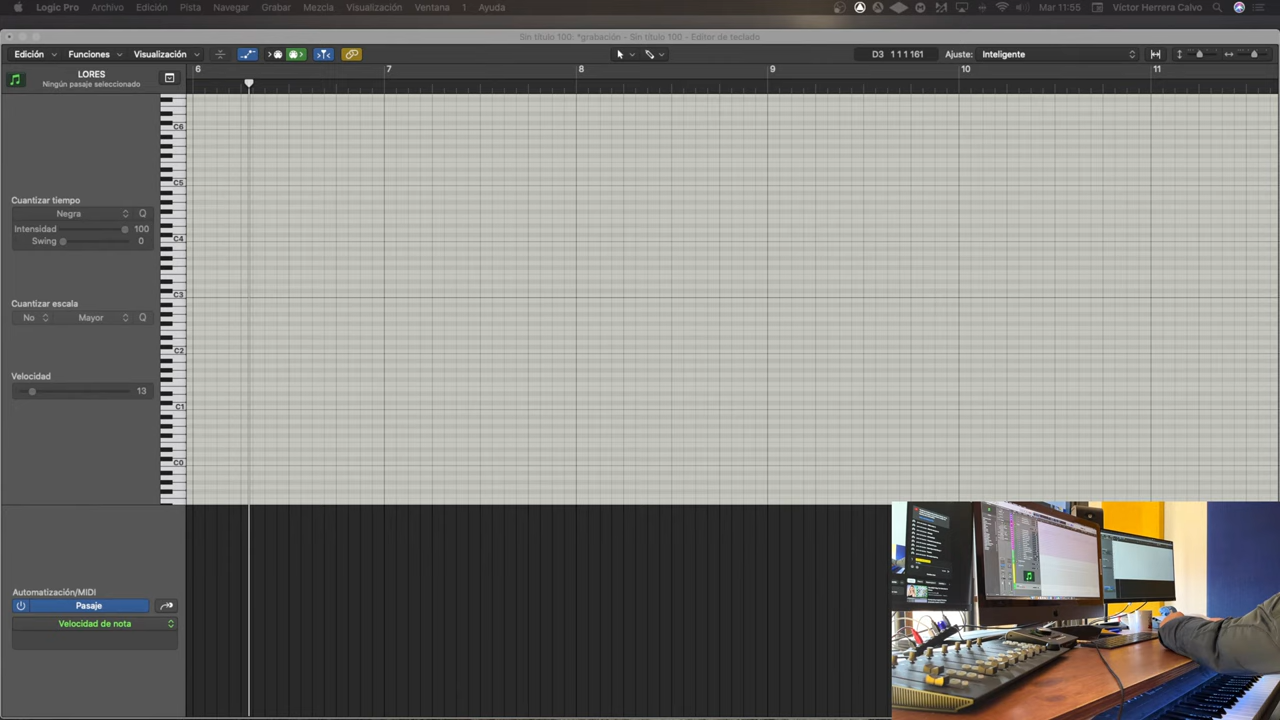 Logic Pro Archivo Edición Pista Navegar Grabar Mezcla Visualización Ventana 1 Ayuda Mar 11:55 Víctor Herrera Calvo
Sin título 100: *grabación - Sin título 100 - Editor de teclado
Edición Funciones Visualización D3 1 1 1 161 Ajuste: Inteligente
LORES
Ningún pasaje seleccionado
6 7 8 9 10 11
C6
C5
Cuantizar tiempo
Negra Q
Intensidad 100
C4
Swing 0
C3
Cuantizar escala
No Mayor Q
C2
Velocidad
13
C1
C0
Automatización/MIDI
Pasaje
Velocidad de nota